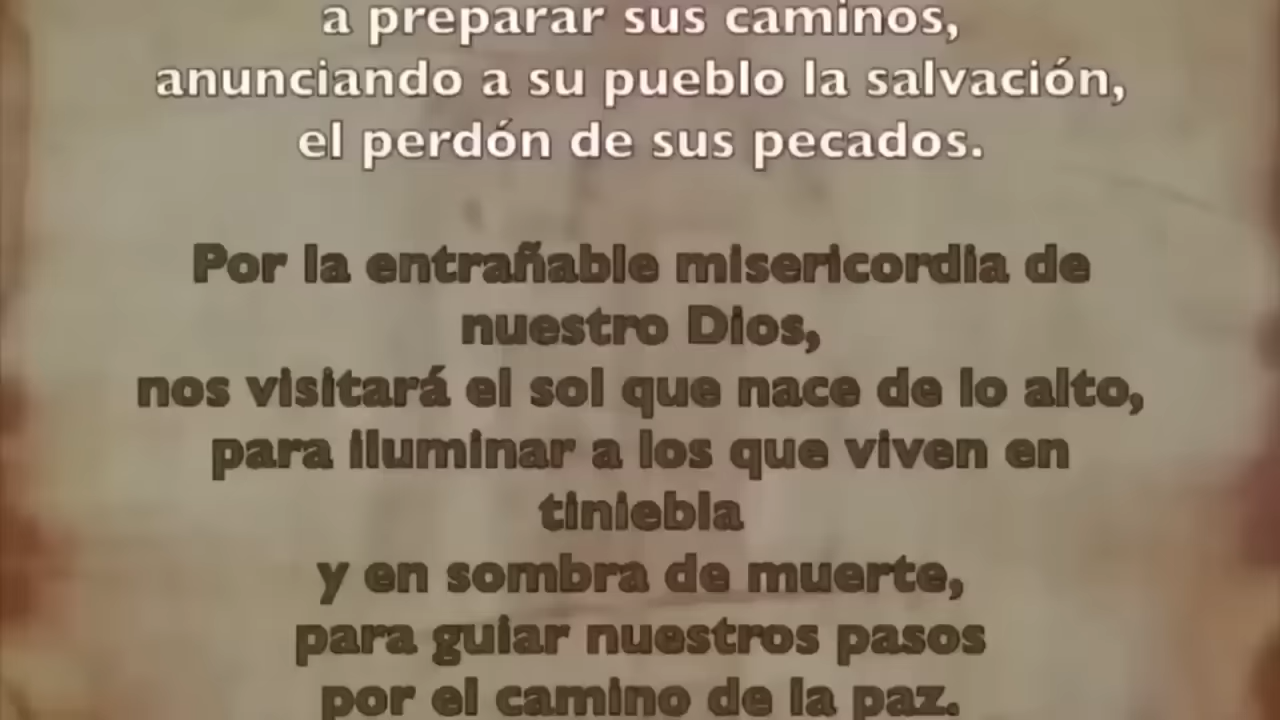 a preparar sus caminos,
anunciando a su pueblo la salvación,
el perdón de sus pecados.
Por la entrañable misericordia de
nuestro Dios,
nos visitará el sol que nace de lo alto,
para iluminar a los que viven en
tiniebla
y en sombra de muerte,
para guiar nuestros pasos
por el camino de la paz.